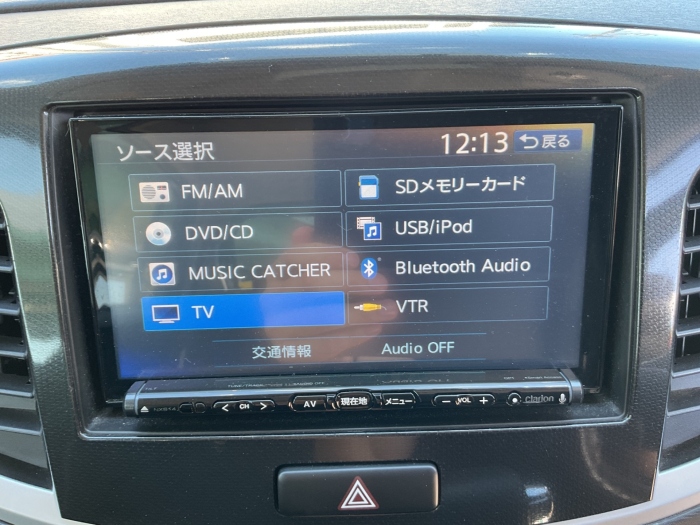 ソース選択 12:13 戻る
FM/AM SDメモリーカード
DVD/CD USB/iPod
MUSIC CATCHER Bluetooth Audio
TV VTR
交通情報 Audio OFF
CH AV 現在地 メニュー − VOL + clarion